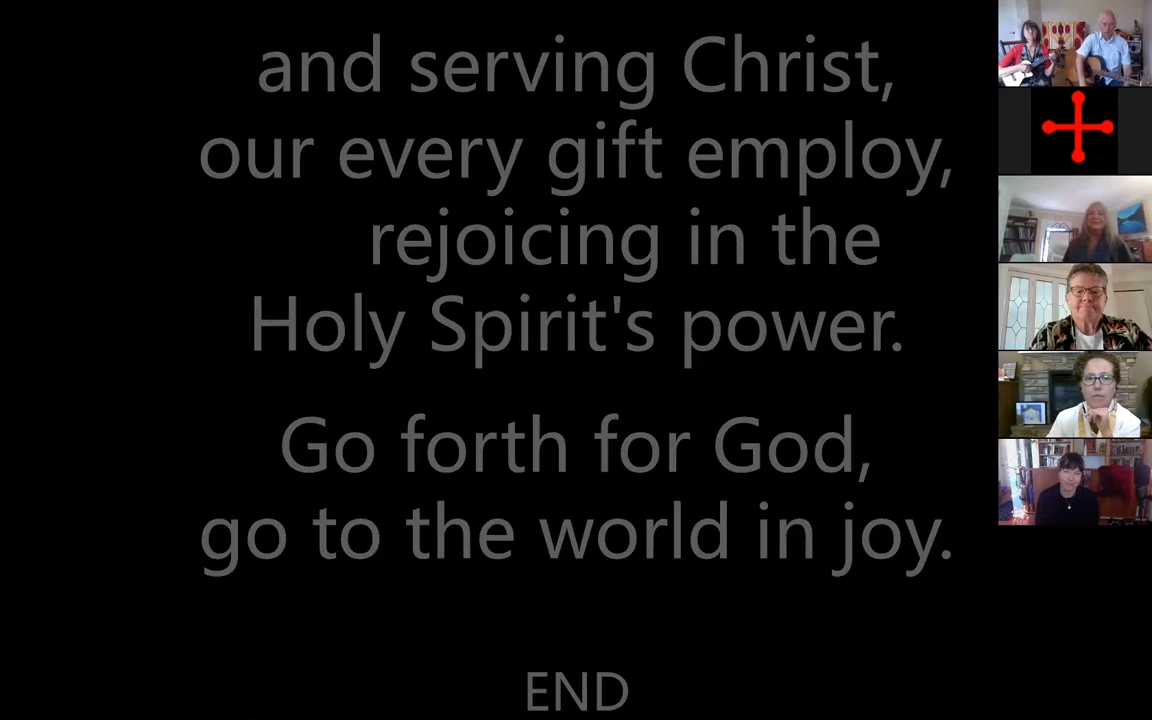 and serving Christ,
our every gift employ,
rejoicing in the
Holy Spirit's power.
Go forth for God,
go to the world in joy.
END